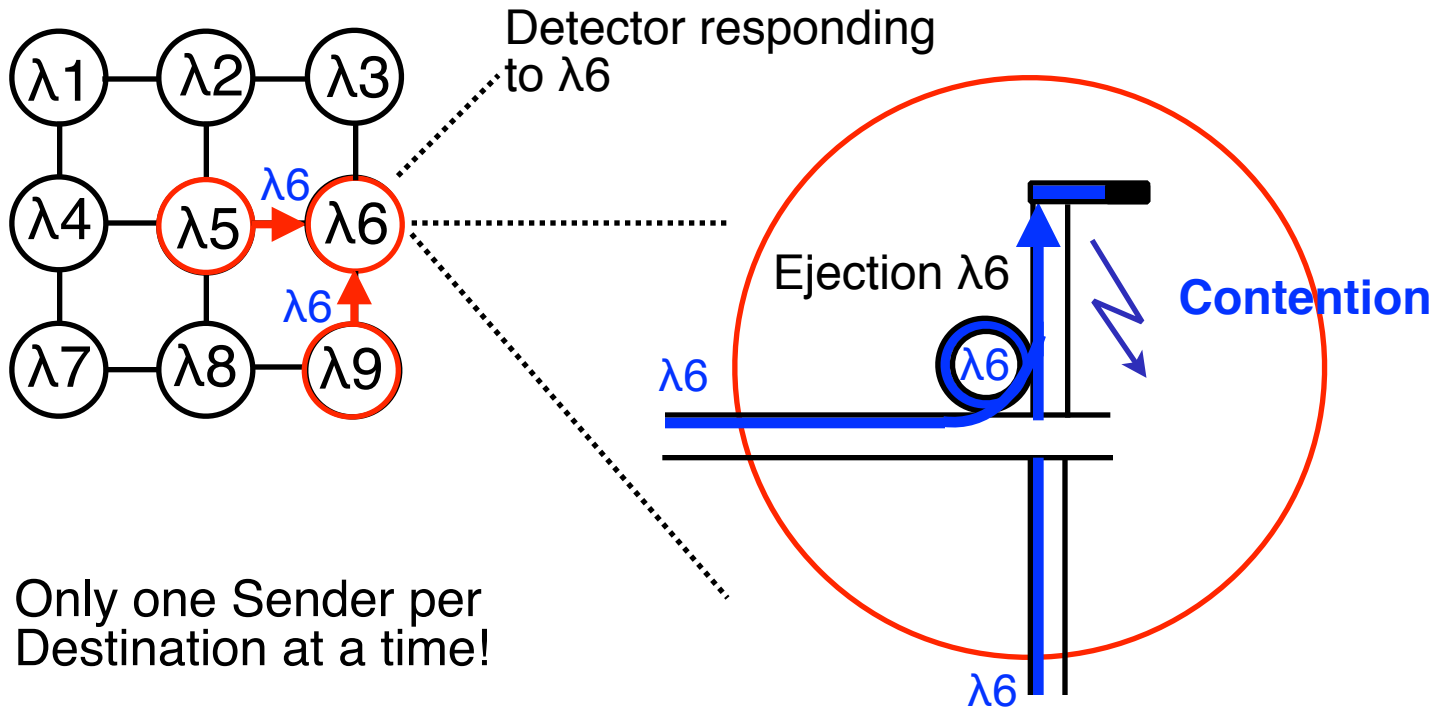 Detector responding
to λ6
λ1
λ2
λ3
λ4
λ5
λ6
λ6
λ6
λ7
λ8
λ9
Ejection λ6
Contention
λ6
λ6
λ6
Only one Sender per
Destination at a time!